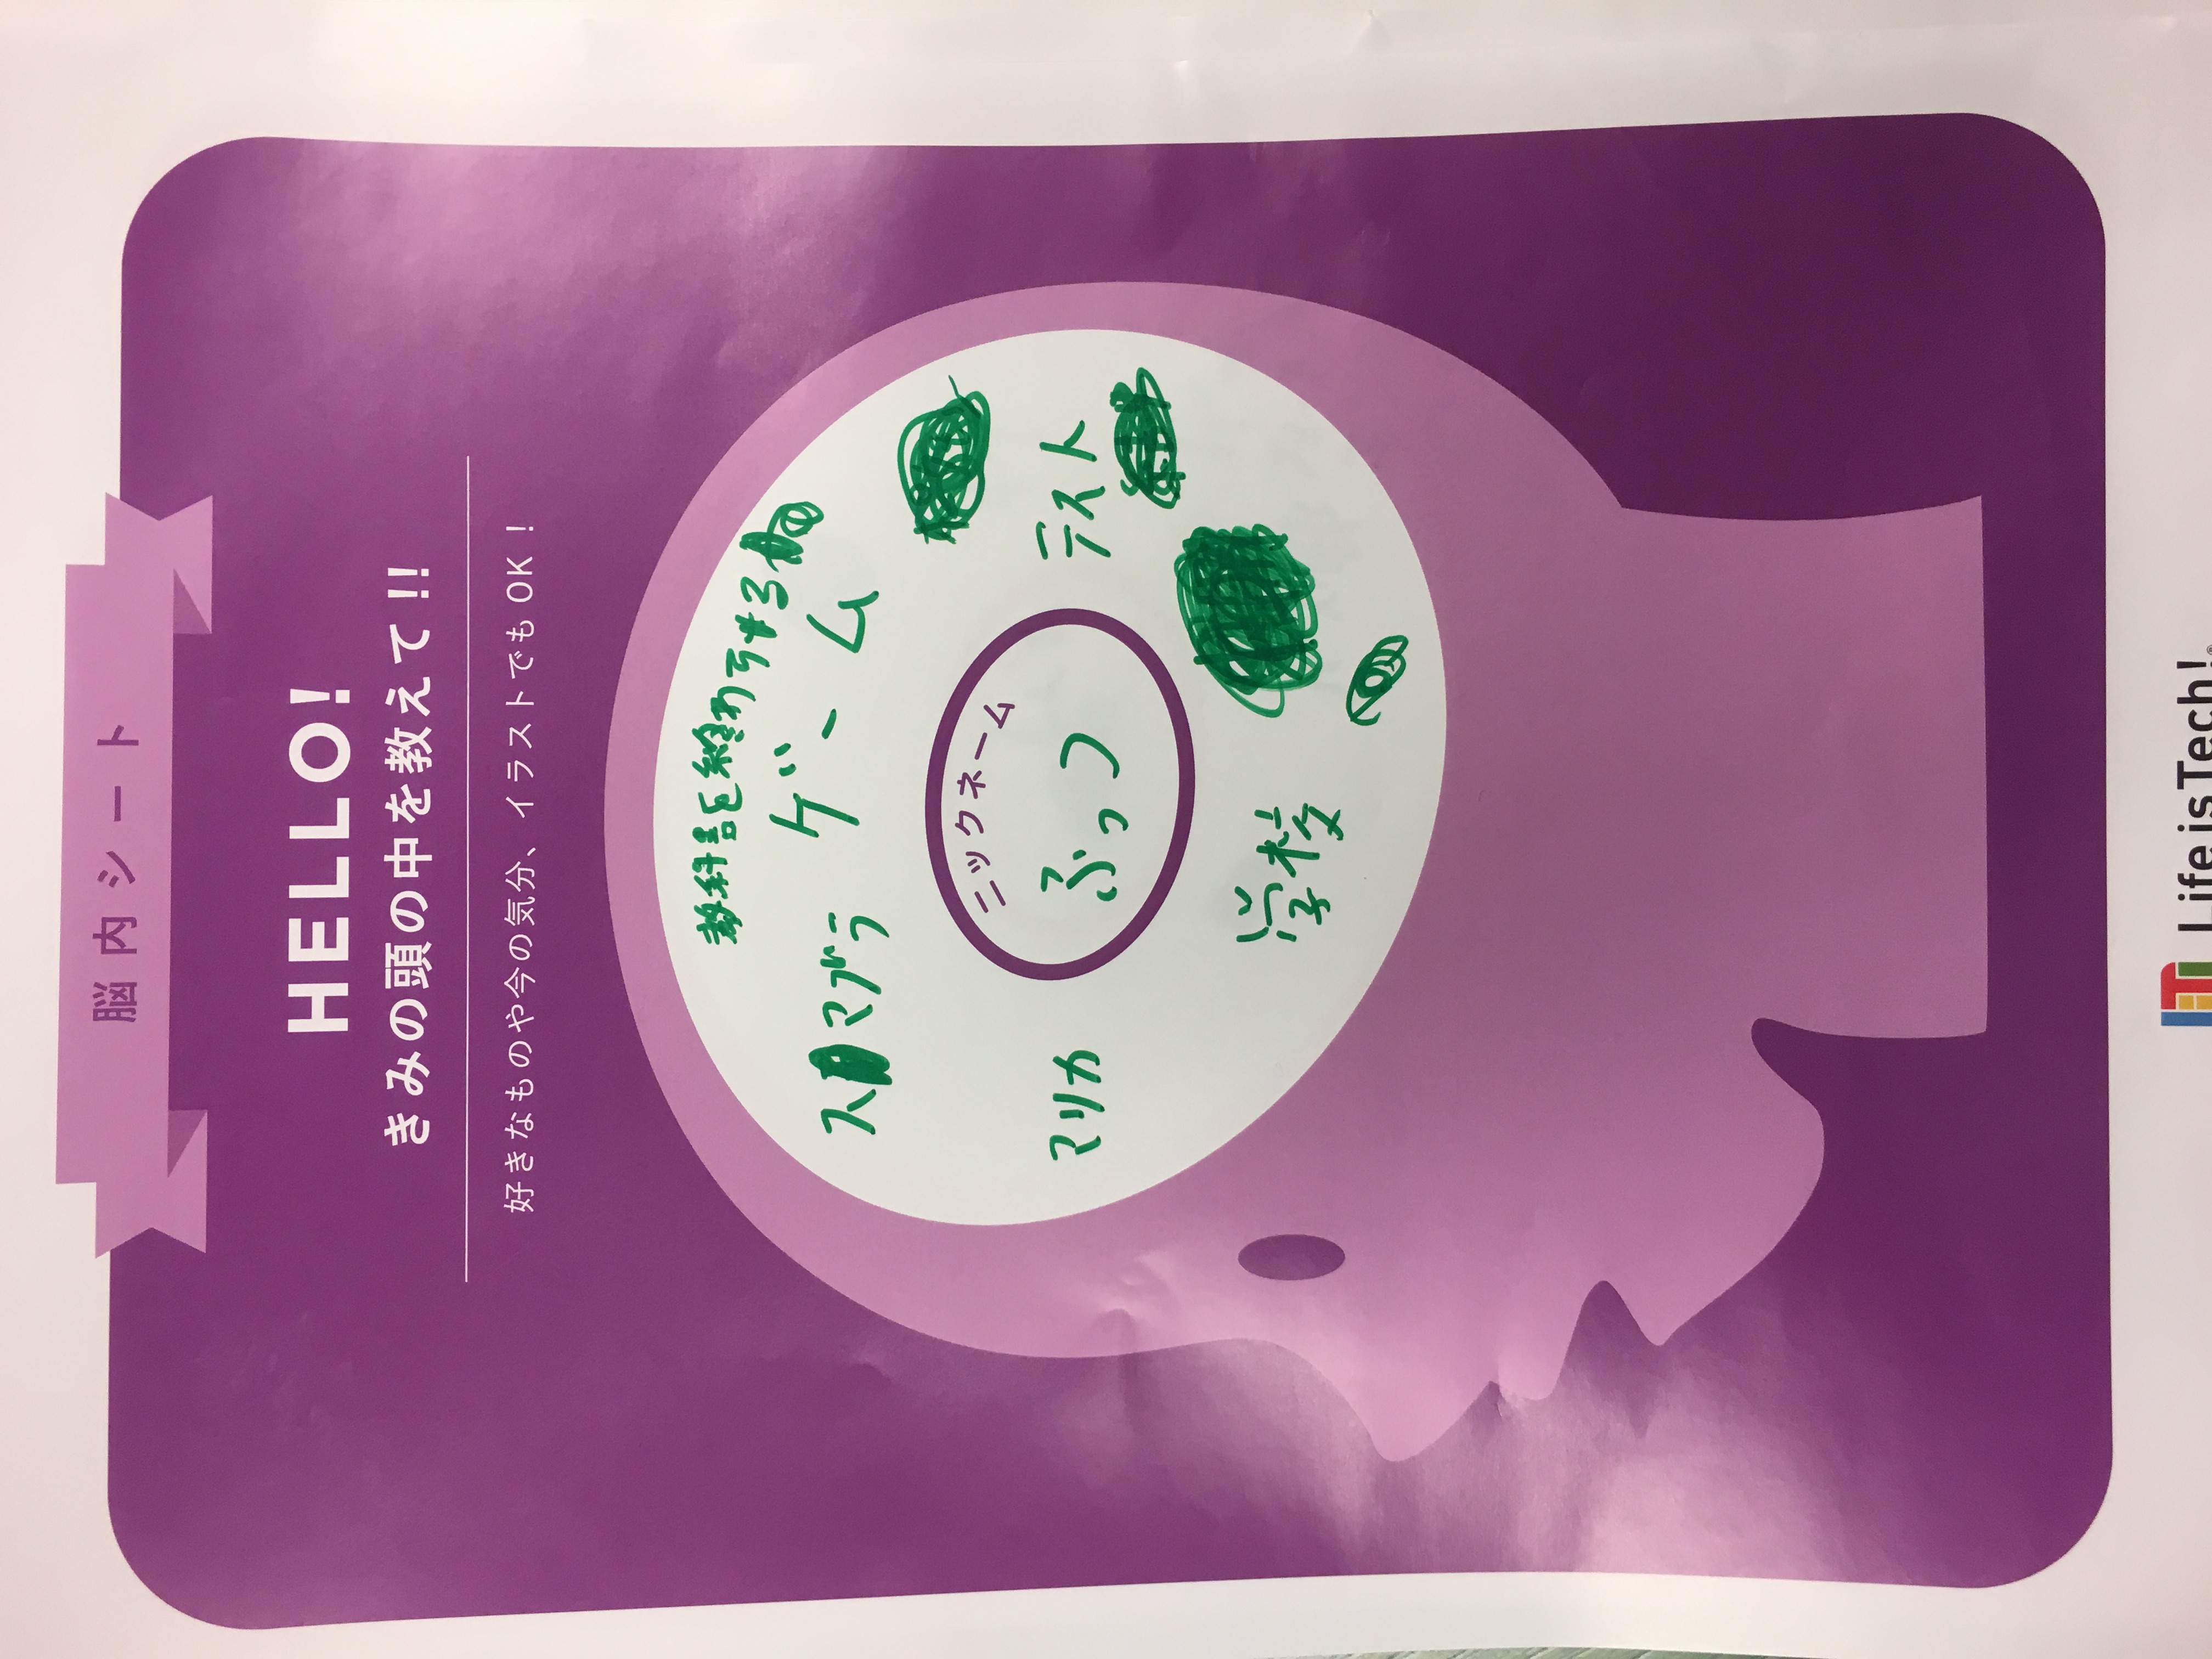 脳内シート
HELLO!
きみの頭の中を教えて!!
好きなものや今の気分、イラストでもOK！
教科書を終わらせる
ゲーム
スマブラ
ニックネーム
ふっつ
マリカ
テスト
学校
Life is Tech!®